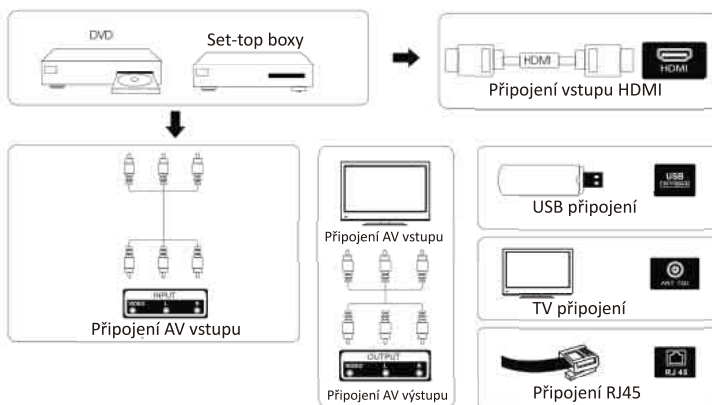 DVD
Set-top boxy
HDMI
HDMI
Připojení vstupu HDMI
INPUT
VIDEO L R
Připojení AV vstupu
Připojení AV vstupu
OUTPUT
VIDEO L R
Připojení AV výstupu
USB
USB připojení
TV připojení
RJ 45
Připojení RJ45